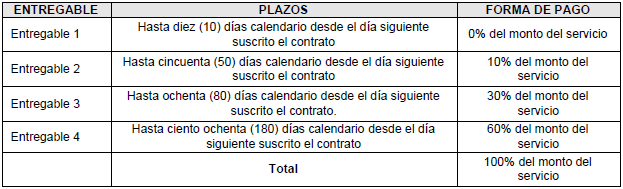 ENTREGABLE PLAZOS FORMA DE PAGO
Entregable 1
Hasta diez (10) días calendario desde el día siguiente
suscrito el contrato
0% del monto del servicio
Entregable 2
Hasta cincuenta (50) días calendario desde el día siguiente
suscrito el contrato
10% del monto del
servicio
Entregable 3
Hasta ochenta (80) días calendario desde el día siguiente
suscrito el contrato.
30% del monto del
servicio
Entregable 4
Hasta ciento ochenta (180) días calendario desde el día
siguiente suscrito el contrato
60% del monto del
servicio
Total
100% del monto del
servicio